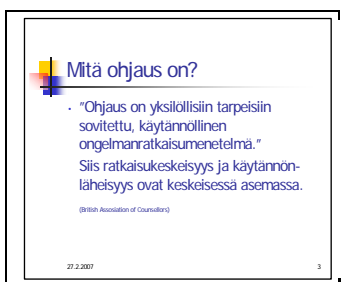 Mitä ohjaus on?
"Ohjaus on yksilöllisiin tarpeisiin
sovitettu, käytännöllinen
ongelmanratkaisumenetelmä."
Siis ratkaisukeskeisyys ja käytännön-
läheisyys ovat keskeisessä asemassa.
(British Assosiation of Counsellors)
27.2.2007 3